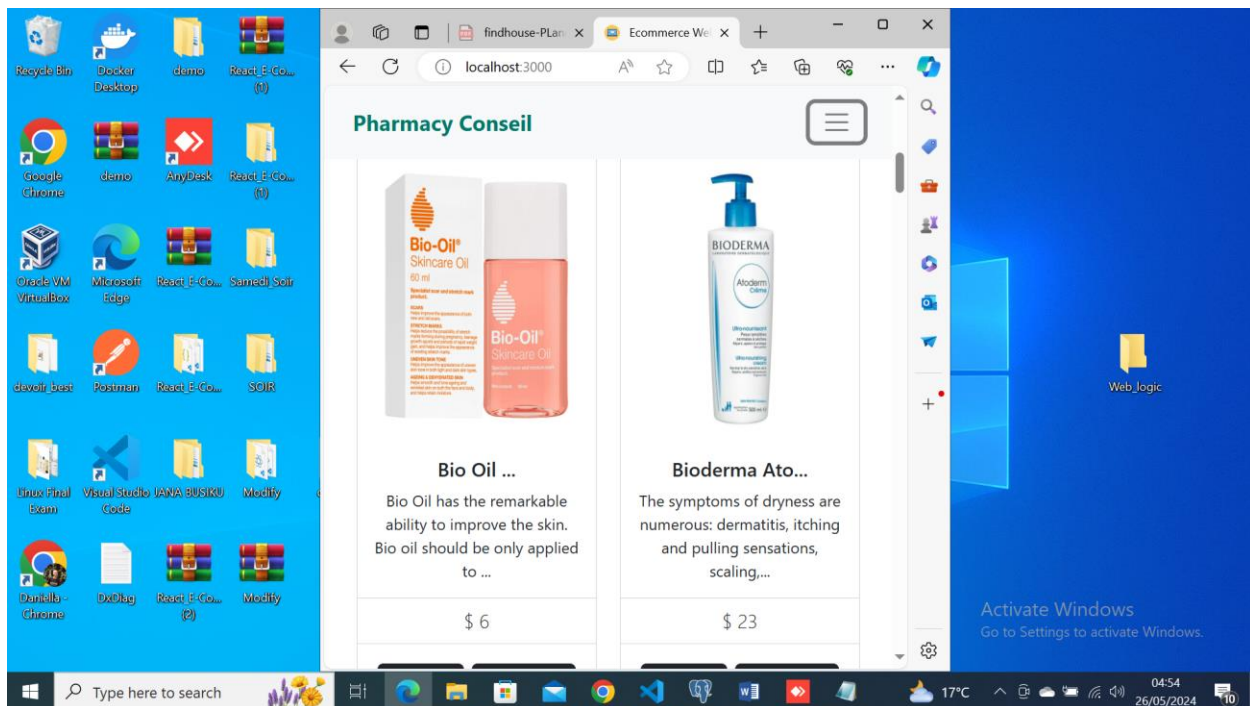 Recycle Bin
Docker
Desktop
demo
React_E-Co...
(1)
Google
Chrome
demo
AnyDesk
React_E-Co...
(1)
Oracle VM
VirtualBox
Microsoft
Edge
React_E-Co...
Samedi_Soir
devoir_best
Postman
React_E-Co...
SOIR
Linux Final
Exam
Visual Studio
Code
JANA BUSIKU
Modify
Daniella -
Chrome
DxDiag
React_E-Co...
(2)
Modify
findhouse-PLan
Ecommerce We
localhost:3000
Pharmacy Conseil
Bio-Oil®
Skincare Oil
60 ml
Bio-Oil®
Skincare Oil
BIODERMA
Atoderm
Crème
Bio Oil ...
Bio Oil has the remarkable
ability to improve the skin.
Bio oil should be only applied
to ...
$ 6
Bioderma Ato...
The symptoms of dryness are
numerous: dermatitis, itching
and pulling sensations,
scaling,...
$ 23
Web_logic
Activate Windows
Go to Settings to activate Windows.
Type here to search
17°C
04:54
26/05/2024
10